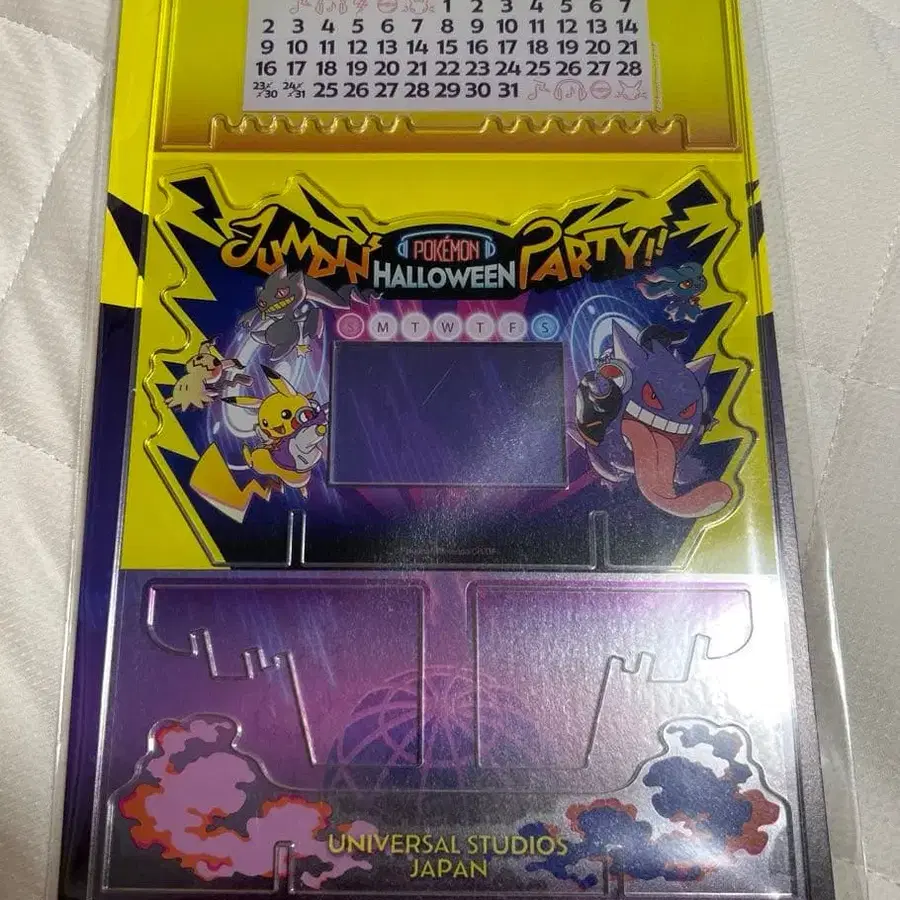 1 2 3 4 5 6 7
2 3 4 5 6 7 8 9 10 11 12 13 14
9 10 11 12 13 14 15 16 17 18 19 20 21
16 17 18 19 20 21 22 23 24 25 26 27 28
23/30 24/31 25 26 27 28 29 30 31
JUMPIN' POKÉMON HALLOWEEN PARTY!!
S M T W T F S
UNIVERSAL STUDIOS
JAPAN